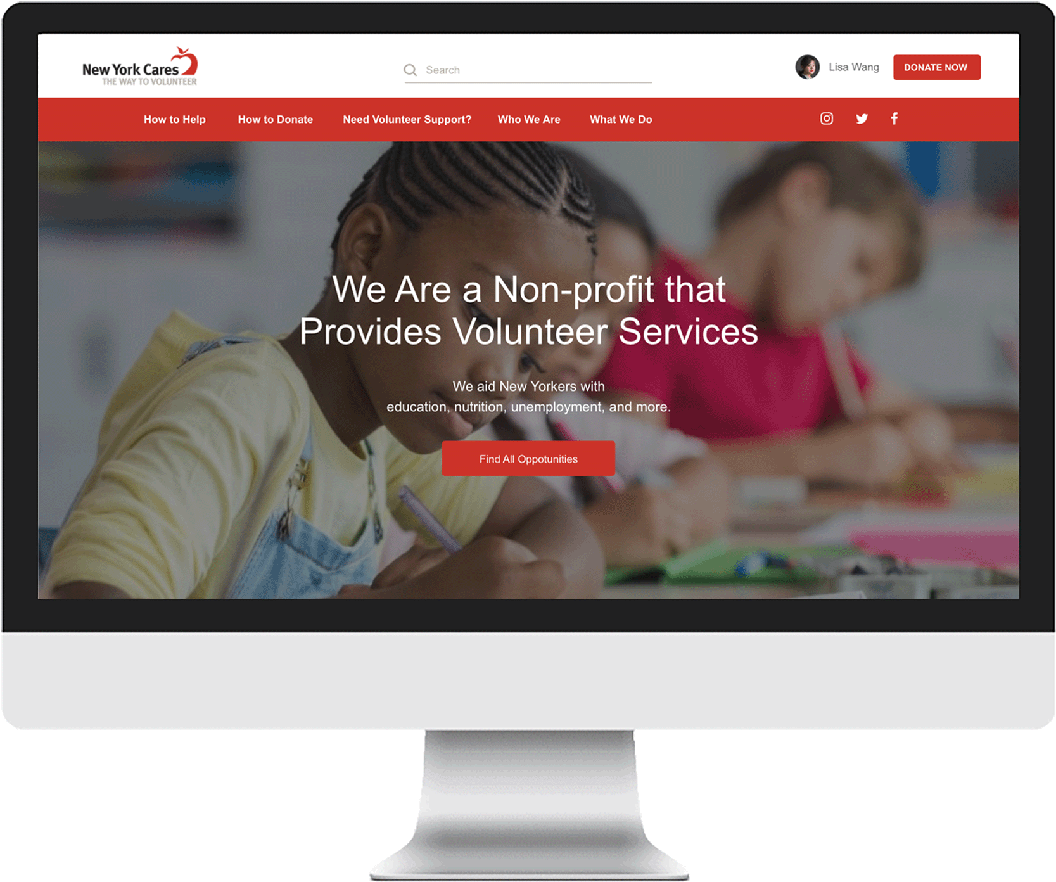 New York Cares
THE WAY TO VOLUNTEER
Search
Lisa Wang
DONATE NOW
How to Help
How to Donate
Need Volunteer Support?
Who We Are
What We Do
We Are a Non-profit that
Provides Volunteer Services
We aid New Yorkers with
education, nutrition, unemployment, and more.
Find All Oppotunities